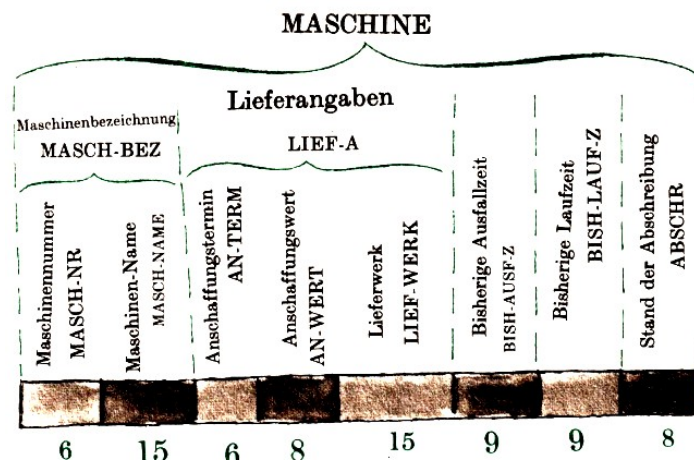 MASCHINE
Lieferangaben
Maschinenbezeichnung
MASCH-BEZ
LIEF-A
Maschinennummer
MASCH-NR
Maschinen-Name
MASCH-NAME
Anschaffungstermin
AN-TERM
Anschaffungswert
AN-WERT
Lieferwerk
LIEF-WERK
Bisherige Ausfallzeit
BISH-AUSF-Z
Bisherige Laufzeit
BISH-LAUF-Z
Stand der Abschreibung
ABSCHR
6 15 6 8 15 9 9 8